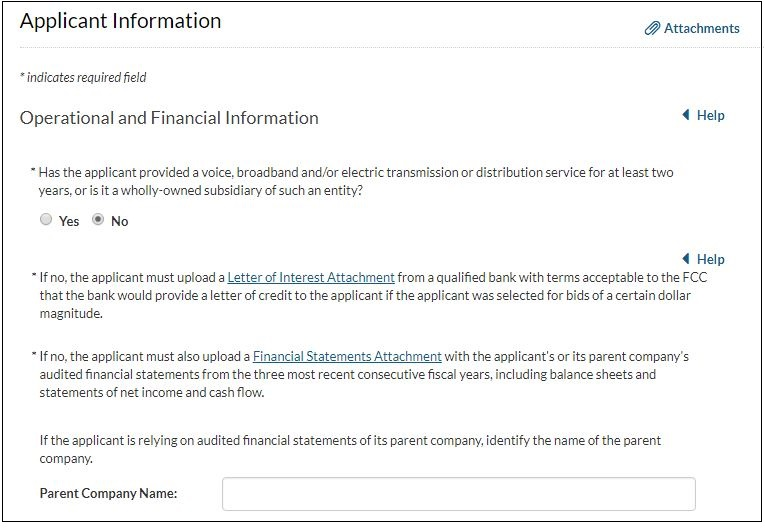 Applicant Information
Attachments
* indicates required field
Operational and Financial Information
Help
* Has the applicant provided a voice, broadband and/or electric transmission or distribution service for at least two
years, or is it a wholly-owned subsidiary of such an entity?
Yes No
Help
* If no, the applicant must upload a Letter of Interest Attachment from a qualified bank with terms acceptable to the FCC
that the bank would provide a letter of credit to the applicant if the applicant was selected for bids of a certain dollar
magnitude.
* If no, the applicant must also upload a Financial Statements Attachment with the applicant's or its parent company's
audited financial statements from the three most recent consecutive fiscal years, including balance sheets and
statements of net income and cash flow.
If the applicant is relying on audited financial statements of its parent company, identify the name of the parent
company.
Parent Company Name: